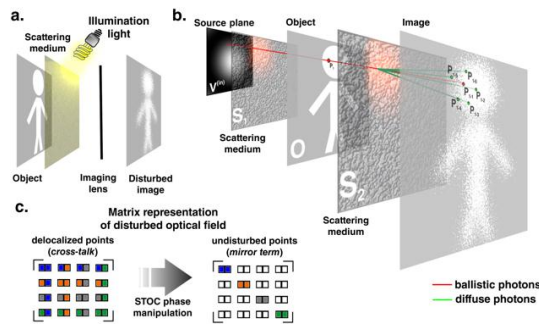 a.
Illumination
light
Scattering
medium
Object
Imaging
lens
Disturbed
image
b.
Source plane
Object
Image
V(in)
S1
Scattering
medium
O
S2
Scattering
medium
ballistic photons
diffuse photons
c.
Matrix representation
of disturbed optical field
delocalized points
(cross-talk)
undisturbed points
(mirror term)
STOC phase
manipulation